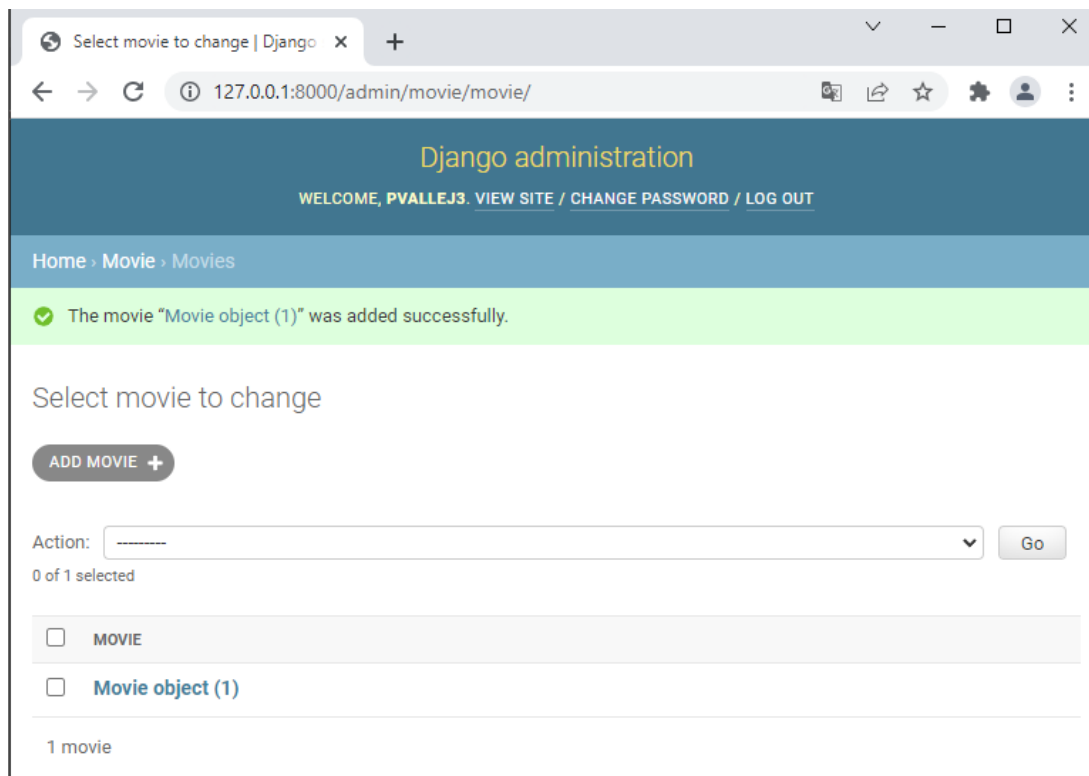 Select movie to change | Django
127.0.0.1:8000/admin/movie/movie/
Django administration
WELCOME, PVALLEJ3. VIEW SITE / CHANGE PASSWORD / LOG OUT
Home › Movie › Movies
The movie “Movie object (1)” was added successfully.
Select movie to change
ADD MOVIE +
Action: --------- Go
0 of 1 selected
MOVIE
Movie object (1)
1 movie